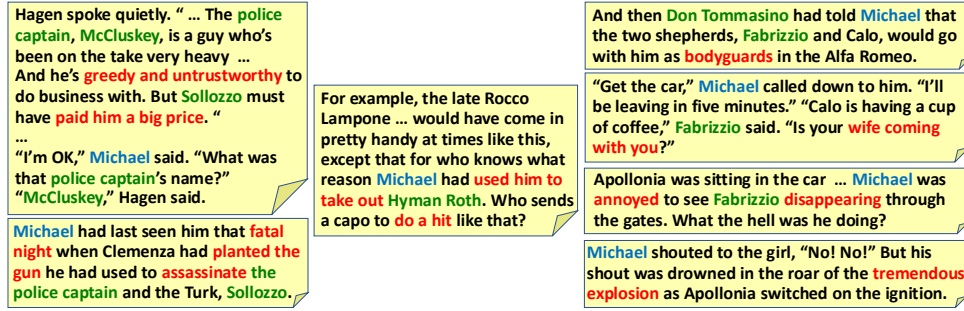 Hagen spoke quietly. “ … The police
captain, McCluskey, is a guy who’s
been on the take very heavy …
And he’s greedy and untrustworthy to
do business with. But Sollozzo must
have paid him a big price. “
…
“I’m OK,” Michael said. “What was
that police captain’s name?”
“McCluskey,” Hagen said.
Michael had last seen him that fatal
night when Clemenza had planted the
gun he had used to assassinate the
police captain and the Turk, Sollozzo.
For example, the late Rocco
Lampone … would have come in
pretty handy at times like this,
except that for who knows what
reason Michael had used him to
take out Hyman Roth. Who sends
a capo to do a hit like that?
And then Don Tommasino had told Michael that
the two shepherds, Fabrizzio and Calo, would go
with him as bodyguards in the Alfa Romeo.
“Get the car,” Michael called down to him. “I’ll
be leaving in five minutes.” “Calo is having a cup
of coffee,” Fabrizzio said. “Is your wife coming
with you?”
Apollonia was sitting in the car … Michael was
annoyed to see Fabrizzio disappearing through
the gates. What the hell was he doing?
Michael shouted to the girl, “No! No!” But his
shout was drowned in the roar of the tremendous
explosion as Apollonia switched on the ignition.